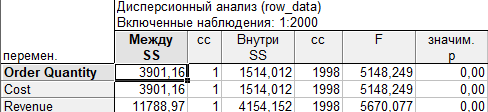 Дисперсионный анализ (row_data)
Включенные наблюдения: 1:2000
перемен. Между SS сс Внутри SS сс F значим. p
Order Quantity 3901,16 1 1514,012 1998 5148,249 0,00
Cost 3901,16 1 1514,012 1998 5148,249 0,00
Revenue 11788,97 1 4154,152 1998 5670,077 0,00